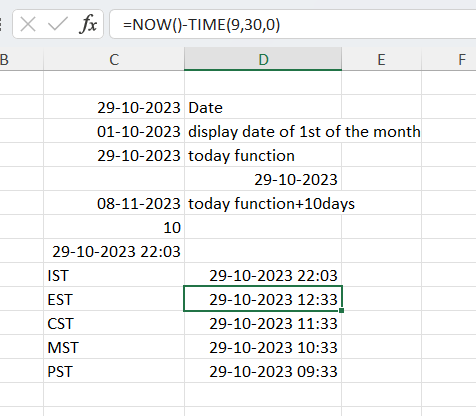 fx =NOW()-TIME(9,30,0)
B C D E F
29-10-2023 Date
01-10-2023 display date of 1st of the month
29-10-2023 today function
29-10-2023
08-11-2023 today function+10days
10
29-10-2023 22:03
IST 29-10-2023 22:03
EST 29-10-2023 12:33
CST 29-10-2023 11:33
MST 29-10-2023 10:33
PST 29-10-2023 09:33